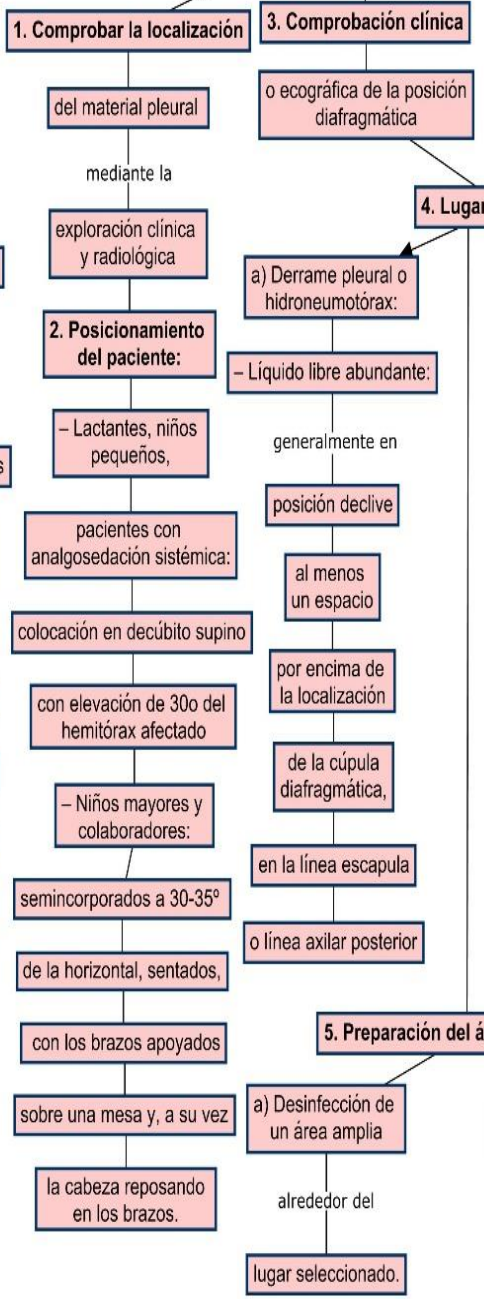 1. Comprobar la localización
del material pleural
mediante la
exploración clínica
y radiológica
2. Posicionamiento
del paciente:
– Lactantes, niños
pequeños,
pacientes con
analgosedación sistémica:
colocación en decúbito supino
con elevación de 30o del
hemitórax afectado
– Niños mayores y
colaboradores:
semincorporados a 30-35º
de la horizontal, sentados,
con los brazos apoyados
sobre una mesa y, a su vez
la cabeza reposando
en los brazos.
3. Comprobación clínica
o ecográfica de la posición
diafragmática
4. Lugar
a) Derrame pleural o
hidroneumotórax:
– Líquido libre abundante:
generalmente en
posición declive
al menos
un espacio
por encima de
la localización
de la cúpula
diafragmática,
en la línea escapula
o línea axilar posterior
5. Preparación del á
a) Desinfección de
un área amplia
alrededor del
lugar seleccionado.